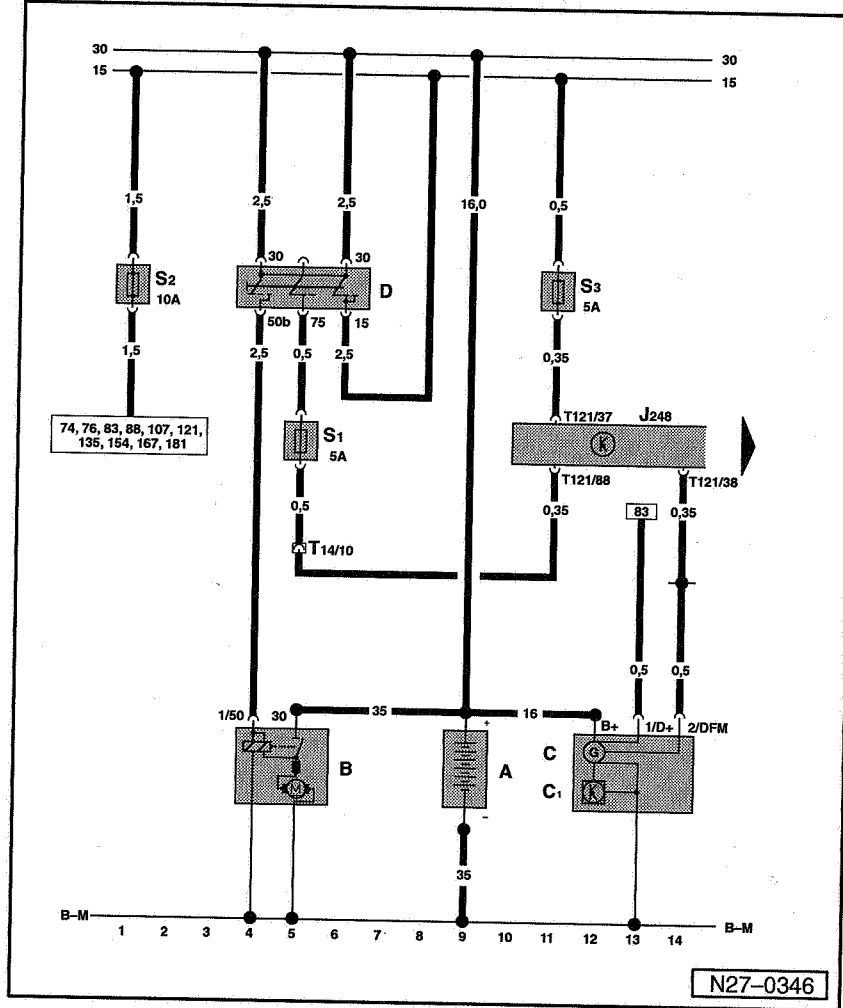 30 30
15 15
1,5 2,5 2,5 16,0 0,5
30 30
S2 D S3
10A 5A
50b 75 15
1,5 2,5 0,5 2,5 0,35
74, 76, 83, 88, 107, 121,
135, 154, 167, 181
S1
5A
T121/37 J248
K
T121/88 T121/38
0,5 0,35 83 0,35
T14/10
0,5 0,5
1/50 30 35 16 B+ 1/D+ 2/DFM
+
G C
B A
M C1 K
−
35
B–M B–M
1 2 3 4 5 6 7 8 9 10 11 12 13 14
N27–0346